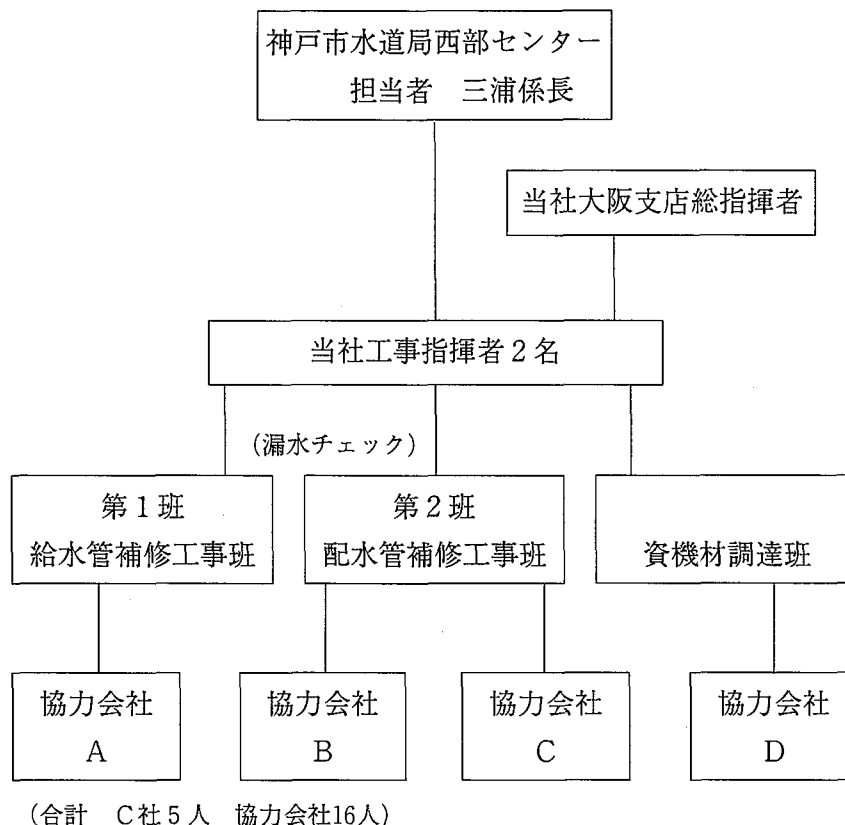 神戸市水道局西部センター
担当者　三浦係長
当社大阪支店総指揮者
当社工事指揮者２名
（漏水チェック）
第１班
給水管補修工事班
第２班
配水管補修工事班
資機材調達班
協力会社
A
協力会社
B
協力会社
C
協力会社
D
（合計　C社５人　協力会社16人）